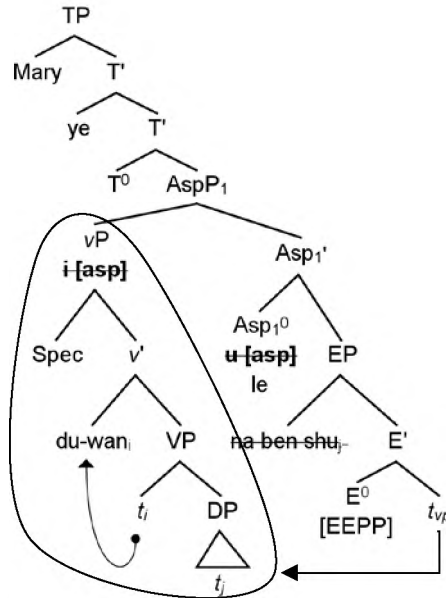 TP
Mary T'
ye T'
T⁰ AspP₁
vP Asp₁'
i [asp]
Asp₁⁰
Spec v' u [asp] EP
le
du-wanᵢ VP na ben shuⱼ- E'
tᵢ DP E⁰ t_vp
[EEPP]
tⱼ